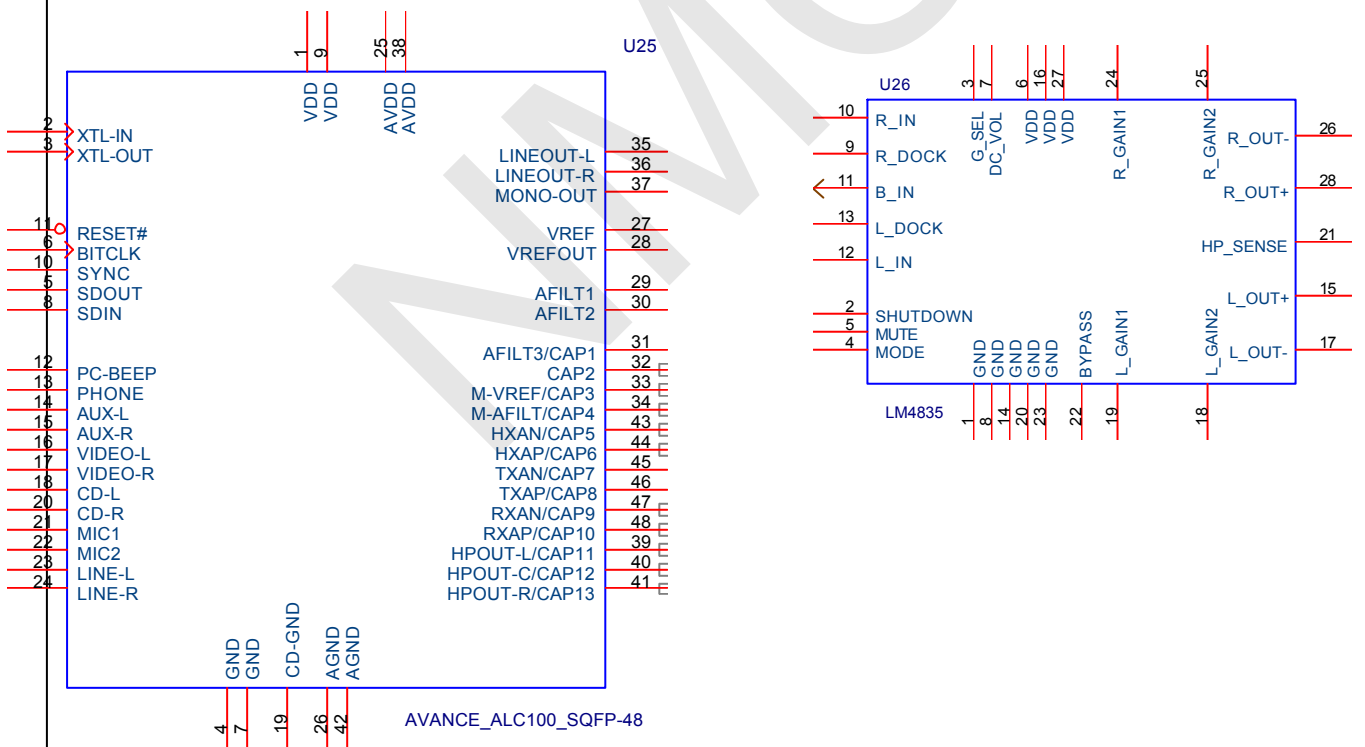 U25
1
9
25
38
VDD
VDD
AVDD
AVDD
2
XTL-IN
3
XTL-OUT
11
RESET#
6
BITCLK
10
SYNC
5
SDOUT
8
SDIN
12
PC-BEEP
13
PHONE
14
AUX-L
15
AUX-R
16
VIDEO-L
17
VIDEO-R
18
CD-L
20
CD-R
21
MIC1
22
MIC2
23
LINE-L
24
LINE-R
LINEOUT-L
35
LINEOUT-R
36
MONO-OUT
37
VREF
27
VREFOUT
28
AFILT1
29
AFILT2
30
AFILT3/CAP1
31
CAP2
32
M-VREF/CAP3
33
M-AFILT/CAP4
34
HXAN/CAP5
43
HXAP/CAP6
44
TXAN/CAP7
45
TXAP/CAP8
46
RXAN/CAP9
47
RXAP/CAP10
48
HPOUT-L/CAP11
39
HPOUT-C/CAP12
40
HPOUT-R/CAP13
41
GND
GND
CD-GND
AGND
AGND
4
7
19
26
42
AVANCE_ALC100_SQFP-48
U26
3
7
6
16
27
24
25
G_SEL
DC_VOL
VDD
VDD
VDD
R_GAIN1
R_GAIN2
10
R_IN
9
R_DOCK
11
B_IN
13
L_DOCK
12
L_IN
2
SHUTDOWN
5
MUTE
4
MODE
R_OUT-
26
R_OUT+
28
HP_SENSE
21
L_OUT+
15
L_OUT-
17
GND
GND
GND
GND
GND
BYPASS
L_GAIN1
L_GAIN2
1
8
14
20
23
22
19
18
LM4835